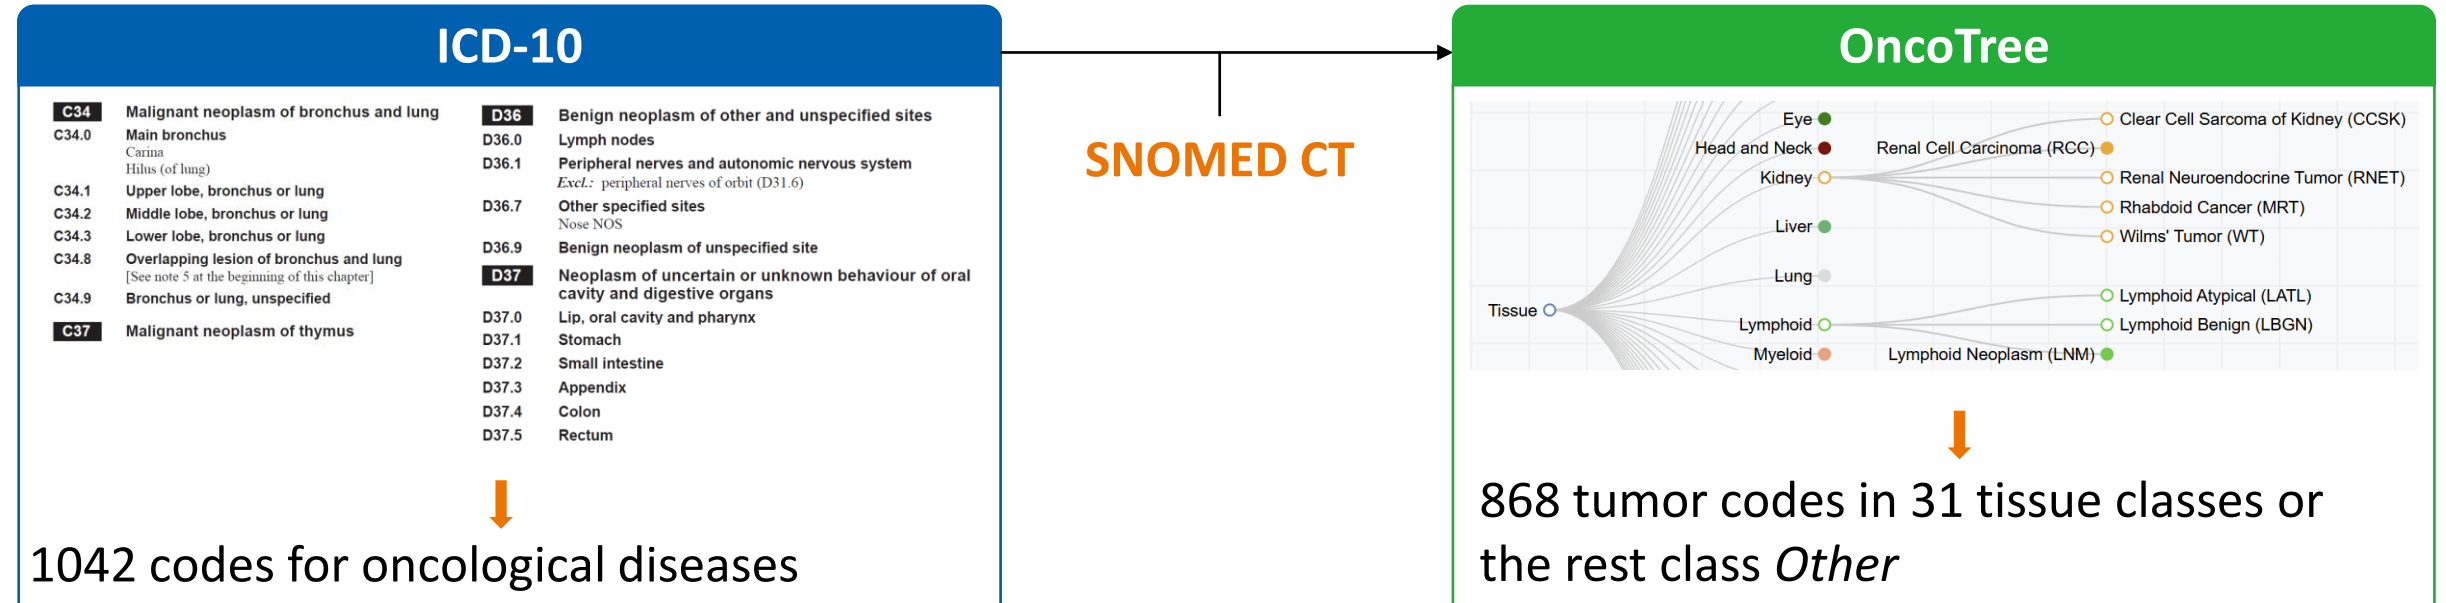 ICD-10
C34 Malignant neoplasm of bronchus and lung
C34.0 Main bronchus
Carina
Hilus (of lung)
C34.1 Upper lobe, bronchus or lung
C34.2 Middle lobe, bronchus or lung
C34.3 Lower lobe, bronchus or lung
C34.8 Overlapping lesion of bronchus and lung
[See note 5 at the beginning of this chapter]
C34.9 Bronchus or lung, unspecified
C37 Malignant neoplasm of thymus
D36 Benign neoplasm of other and unspecified sites
D36.0 Lymph nodes
D36.1 Peripheral nerves and autonomic nervous system
Excl.: peripheral nerves of orbit (D31.6)
D36.7 Other specified sites
Nose NOS
D36.9 Benign neoplasm of unspecified site
D37 Neoplasm of uncertain or unknown behaviour of oral
cavity and digestive organs
D37.0 Lip, oral cavity and pharynx
D37.1 Stomach
D37.2 Small intestine
D37.3 Appendix
D37.4 Colon
D37.5 Rectum
1042 codes for oncological diseases
SNOMED CT
OncoTree
Tissue
Eye
Head and Neck
Kidney
Liver
Lung
Lymphoid
Myeloid
Clear Cell Sarcoma of Kidney (CCSK)
Renal Cell Carcinoma (RCC)
Renal Neuroendocrine Tumor (RNET)
Rhabdoid Cancer (MRT)
Wilms' Tumor (WT)
Lymphoid Atypical (LATL)
Lymphoid Benign (LBGN)
Lymphoid Neoplasm (LNM)
868 tumor codes in 31 tissue classes or
the rest class Other